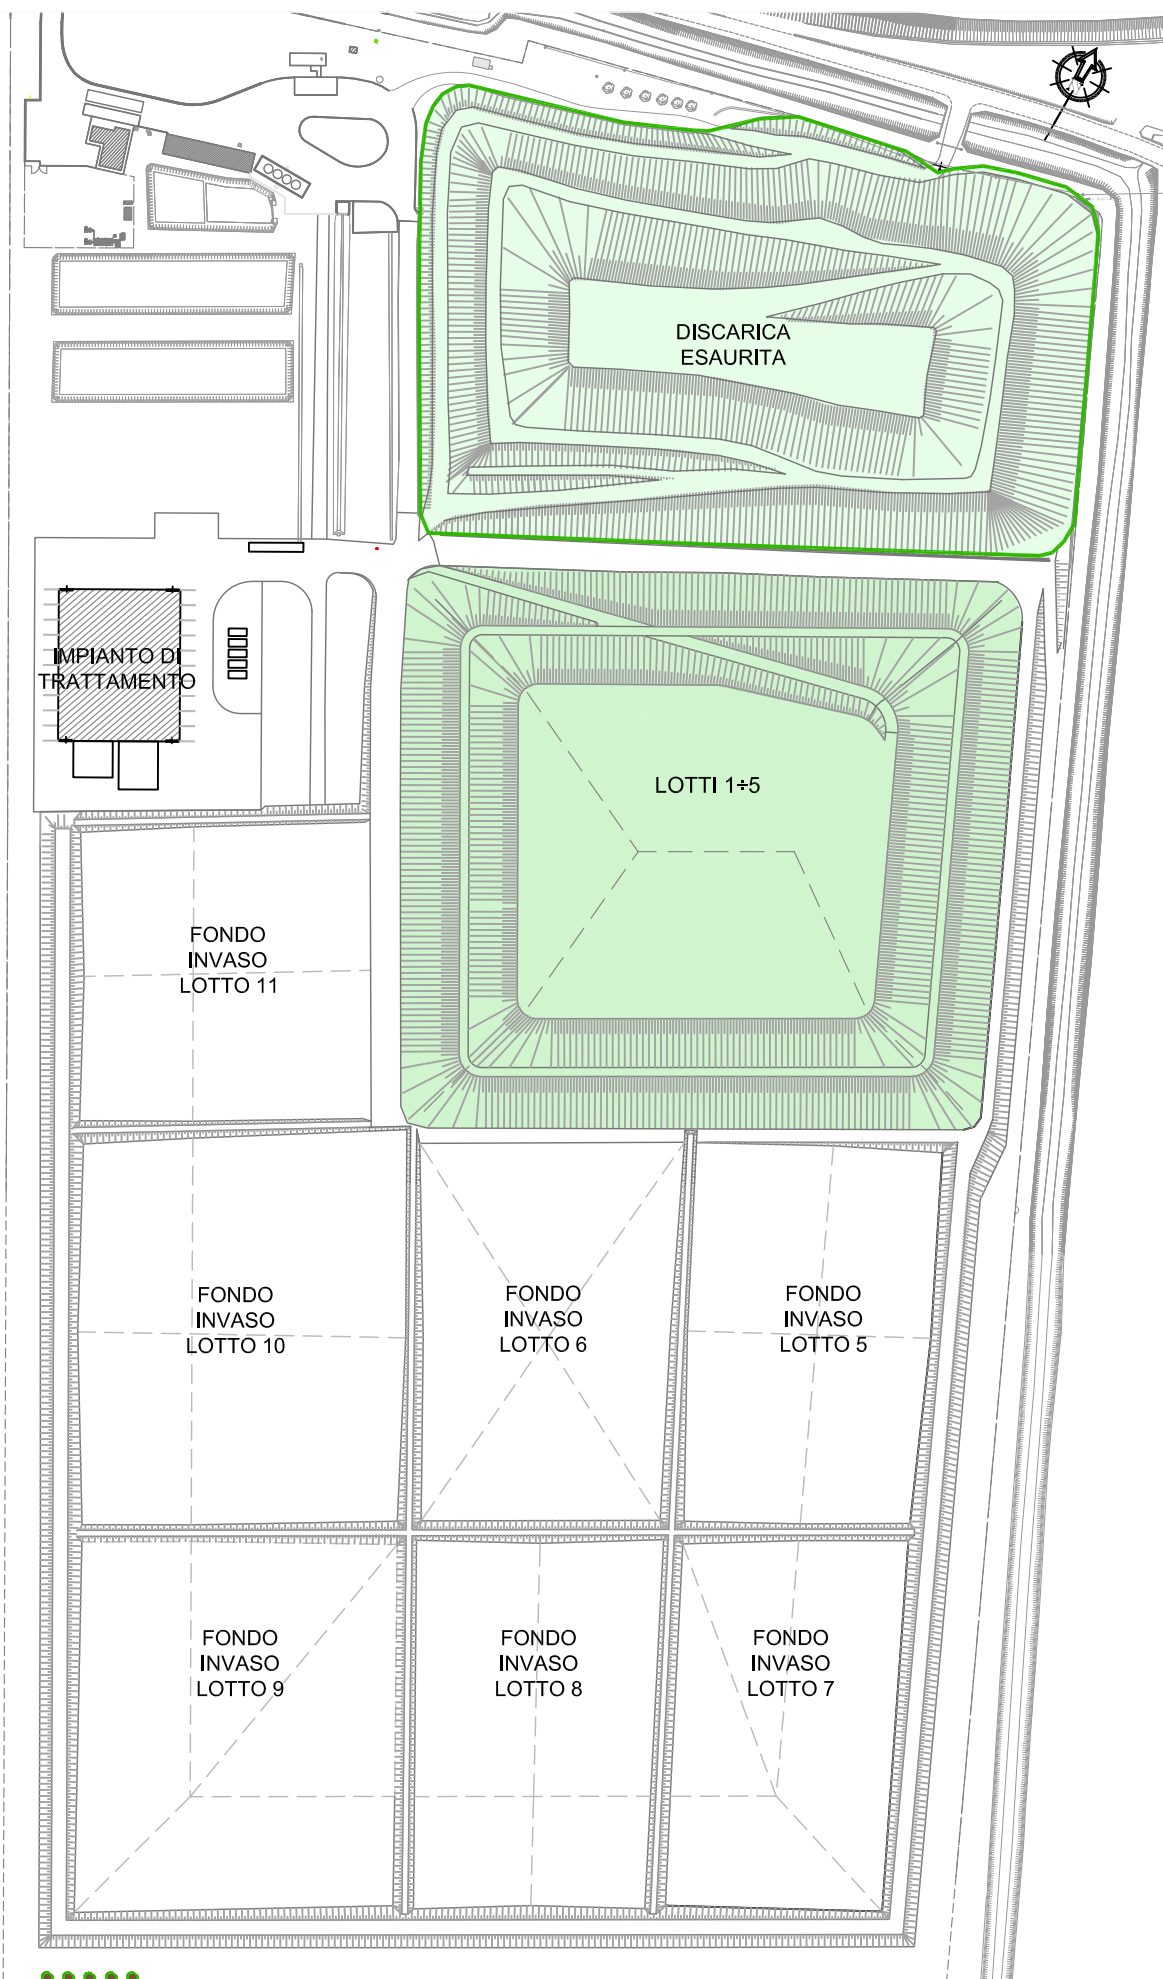 DISCARICA
ESAURITA
IMPIANTO DI
TRATTAMENTO
LOTTI 1÷5
FONDO
INVASO
LOTTO 11
FONDO
INVASO
LOTTO 10
FONDO
INVASO
LOTTO 6
FONDO
INVASO
LOTTO 5
FONDO
INVASO
LOTTO 9
FONDO
INVASO
LOTTO 8
FONDO
INVASO
LOTTO 7